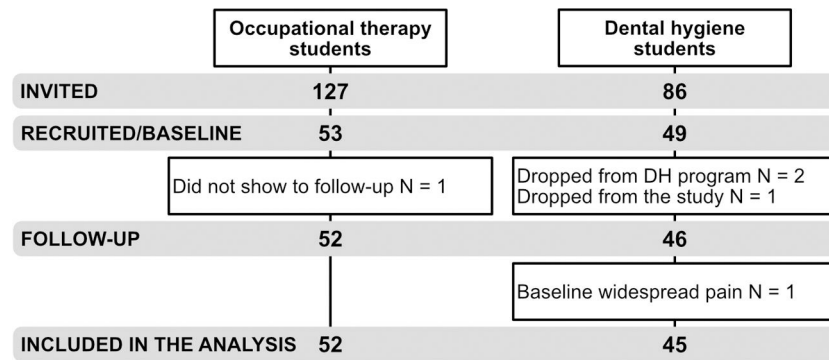 Occupational therapy
students
Dental hygiene
students
INVITED 127 86
RECRUITED/BASELINE 53 49
Did not show to follow-up N = 1
Dropped from DH program N = 2
Dropped from the study N = 1
FOLLOW-UP 52 46
Baseline widespread pain N = 1
INCLUDED IN THE ANALYSIS 52 45